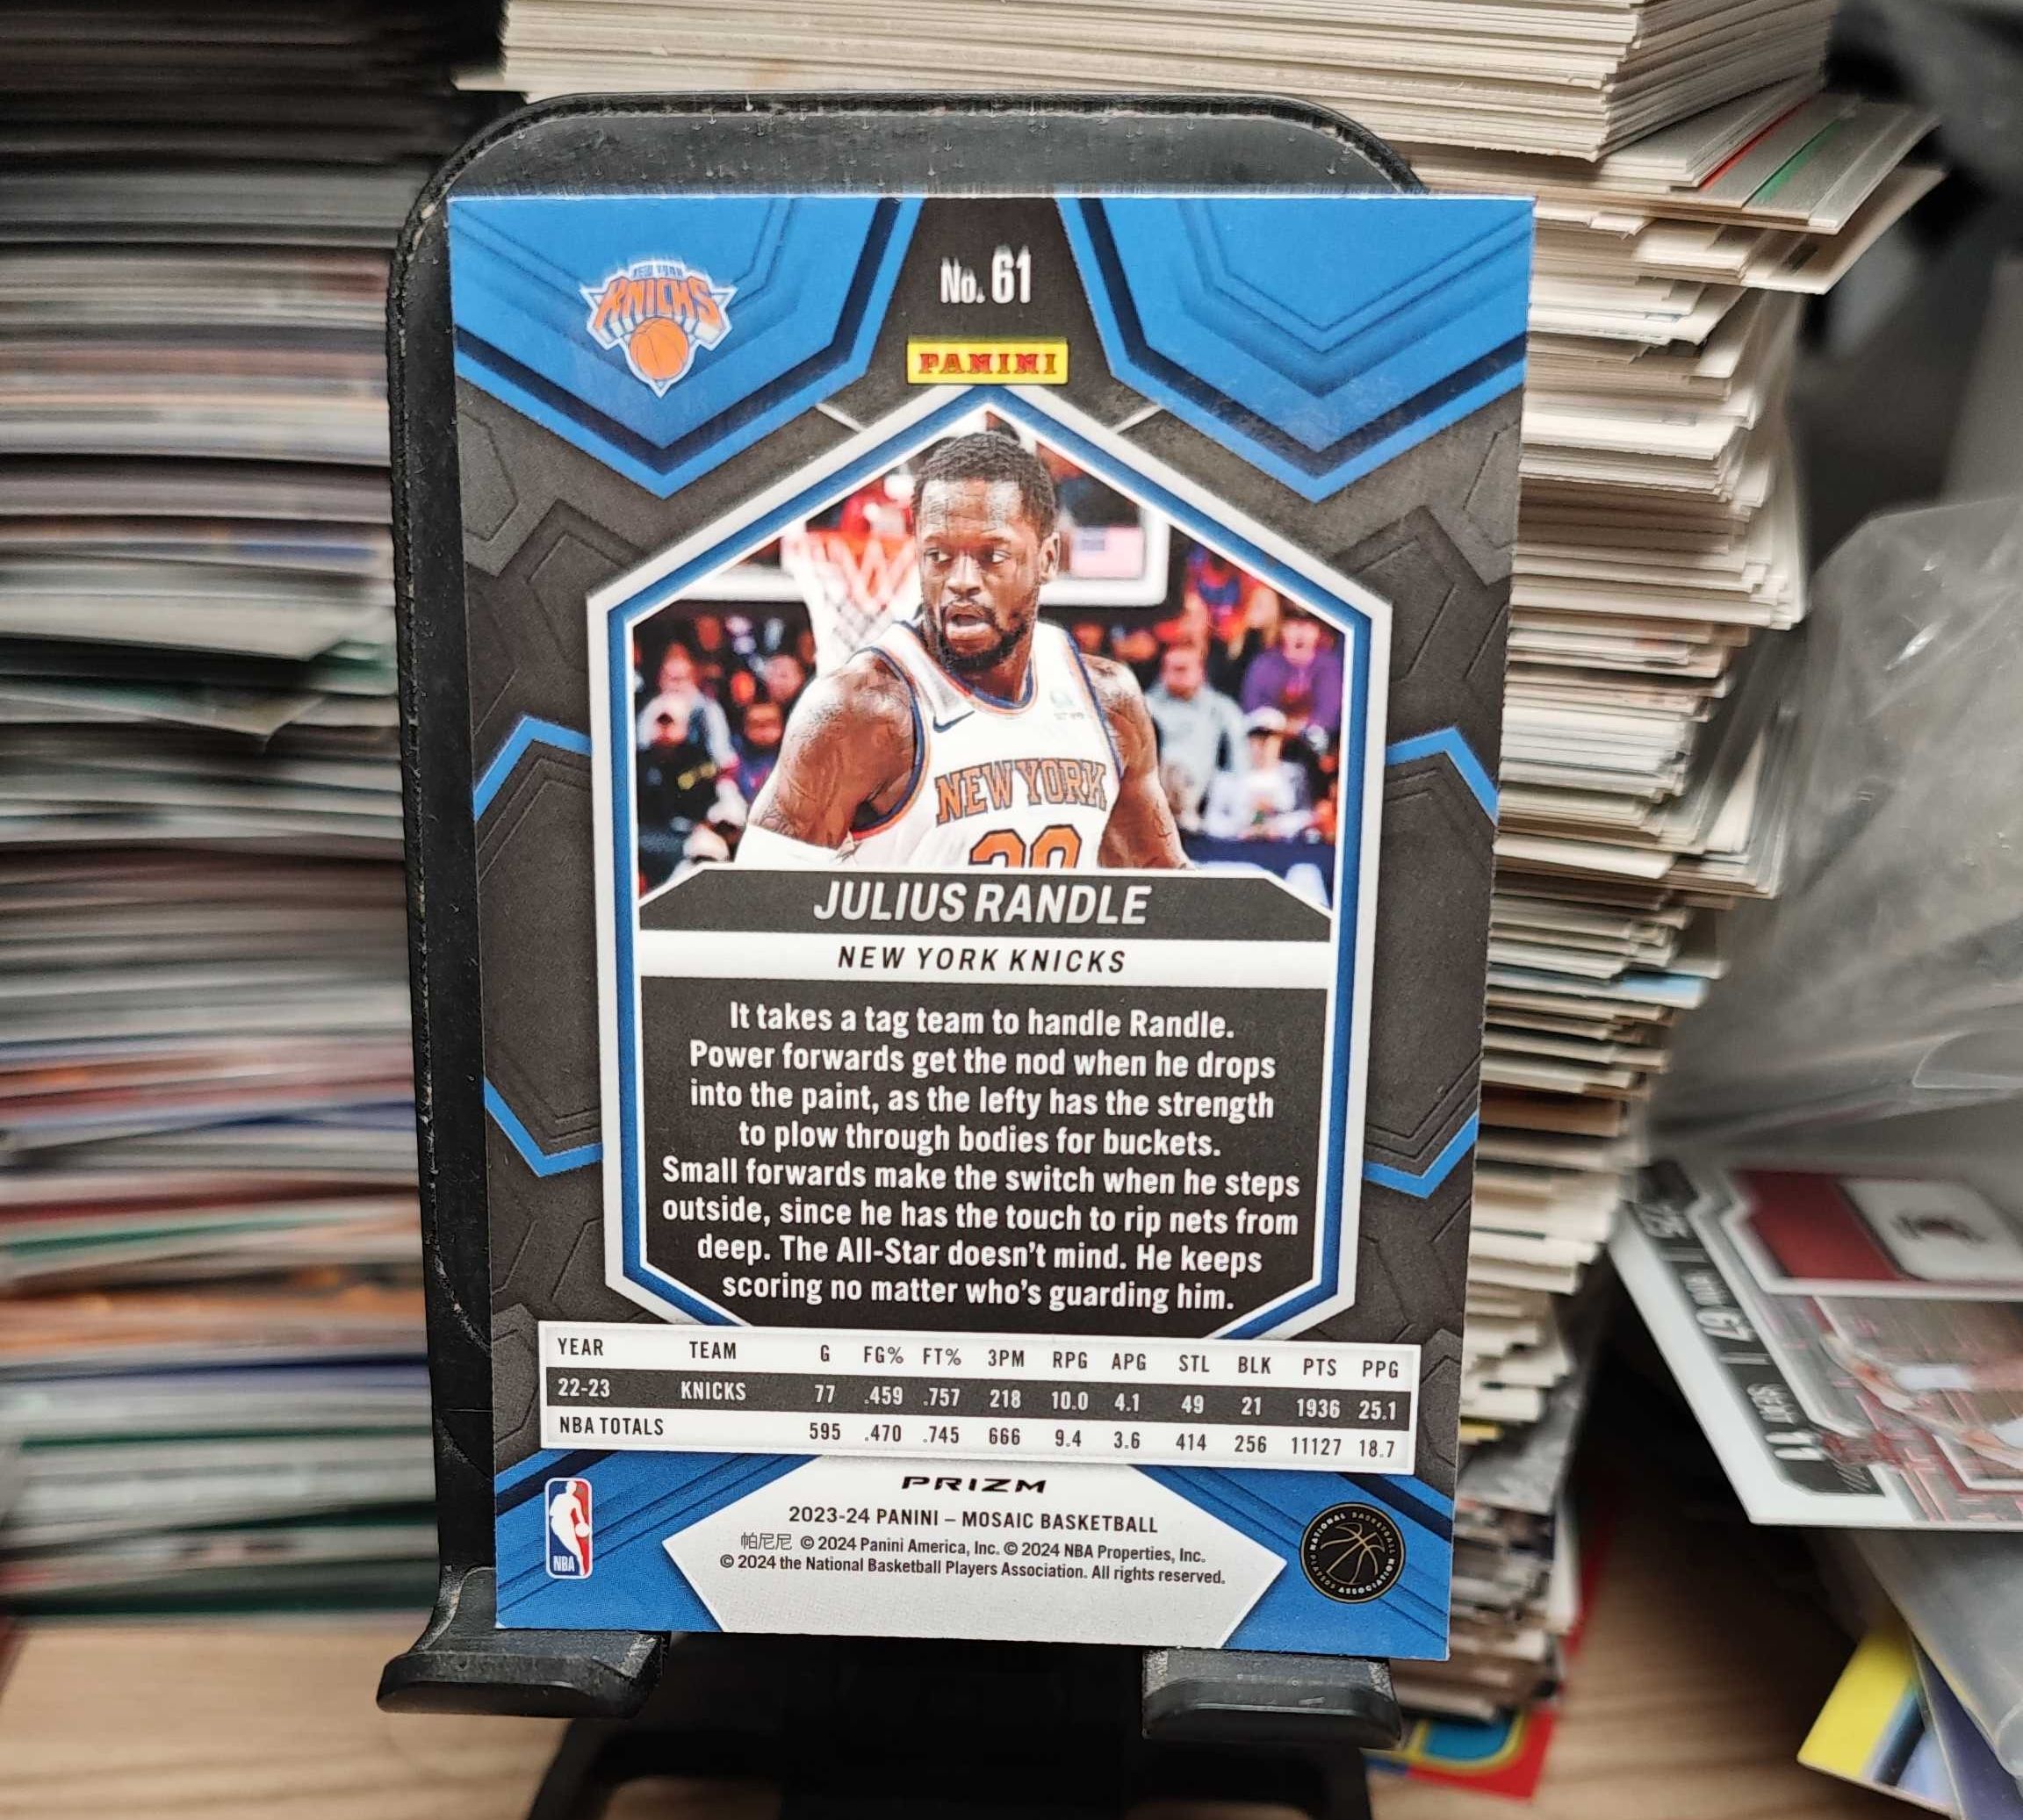 NEW YORK
KNICKS
No. 61
PANINI
NEW YORK
30
JULIUS RANDLE
NEW YORK KNICKS
It takes a tag team to handle Randle.
Power forwards get the nod when he drops
into the paint, as the lefty has the strength
to plow through bodies for buckets.
Small forwards make the switch when he steps
outside, since he has the touch to rip nets from
deep. The All-Star doesn't mind. He keeps
scoring no matter who's guarding him.
YEAR TEAM G FG% FT% 3PM RPG APG STL BLK PTS PPG
22-23 KNICKS 77 .459 .757 218 10.0 4.1 49 21 1936 25.1
NBA TOTALS 595 .470 .745 666 9.4 3.6 414 256 11127 18.7
PRIZM
2023-24 PANINI – MOSAIC BASKETBALL
帕尼尼 © 2024 Panini America, Inc. © 2024 NBA Properties, Inc.
© 2024 the National Basketball Players Association. All rights reserved.
NBA
NATIONAL BASKETBALL
PLAYERS ASSOCIATION